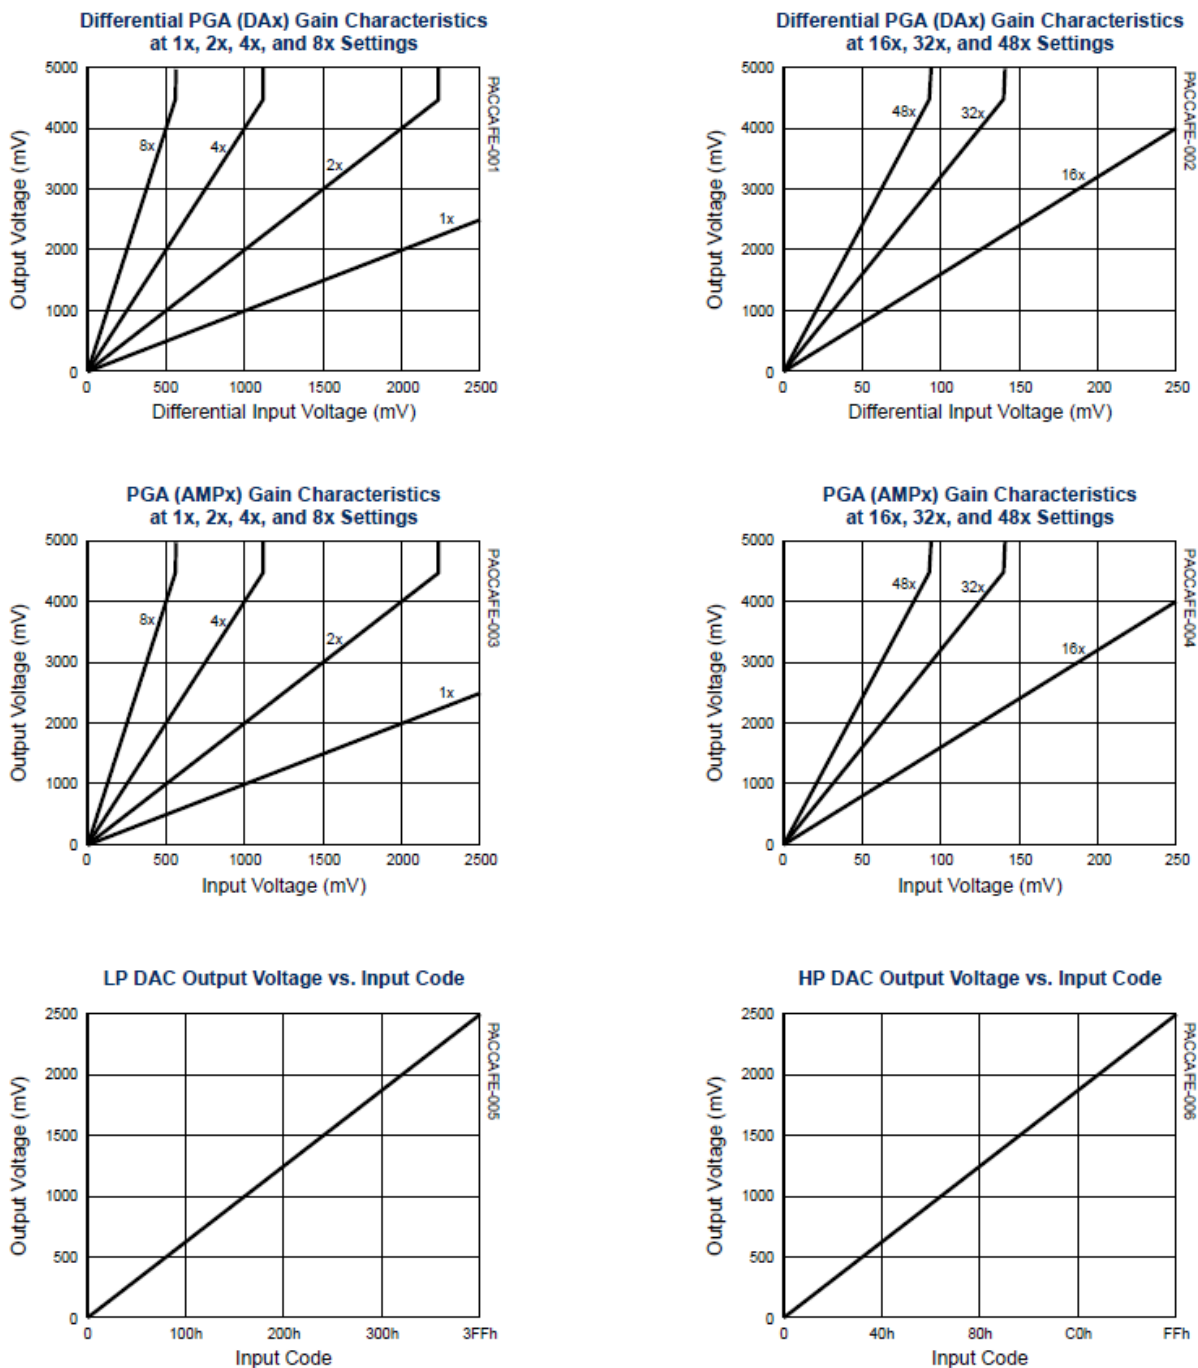 Differential PGA (DAx) Gain Characteristics
at 1x, 2x, 4x, and 8x Settings
5000
4000
3000
2000
1000
0
Output Voltage (mV)
8x
4x
2x
1x
0 500 1000 1500 2000 2500
Differential Input Voltage (mV)
PACCAFE-001
Differential PGA (DAx) Gain Characteristics
at 16x, 32x, and 48x Settings
5000
4000
3000
2000
1000
0
Output Voltage (mV)
48x
32x
16x
0 50 100 150 200 250
Differential Input Voltage (mV)
PACCAFE-002
PGA (AMPx) Gain Characteristics
at 1x, 2x, 4x, and 8x Settings
5000
4000
3000
2000
1000
0
Output Voltage (mV)
8x
4x
2x
1x
0 500 1000 1500 2000 2500
Input Voltage (mV)
PACCAFE-003
PGA (AMPx) Gain Characteristics
at 16x, 32x, and 48x Settings
5000
4000
3000
2000
1000
0
Output Voltage (mV)
48x
32x
16x
0 50 100 150 200 250
Input Voltage (mV)
PACCAFE-004
LP DAC Output Voltage vs. Input Code
2500
2000
1500
1000
500
0
Output Voltage (mV)
0 100h 200h 300h 3FFh
Input Code
PACCAFE-005
HP DAC Output Voltage vs. Input Code
2500
2000
1500
1000
500
0
Output Voltage (mV)
0 40h 80h C0h FFh
Input Code
PACCAFE-006